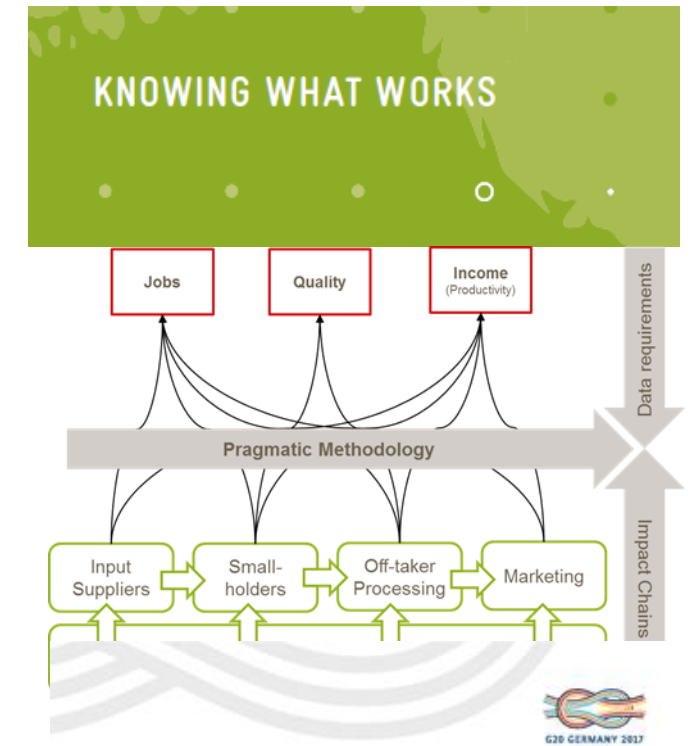 KNOWING WHAT WORKS
Jobs
Quality
Income
(Productivity)
Data requirements
Pragmatic Methodology
Impact Chains
Input
Suppliers
Small-
holders
Off-taker
Processing
Marketing
G20 GERMANY 2017